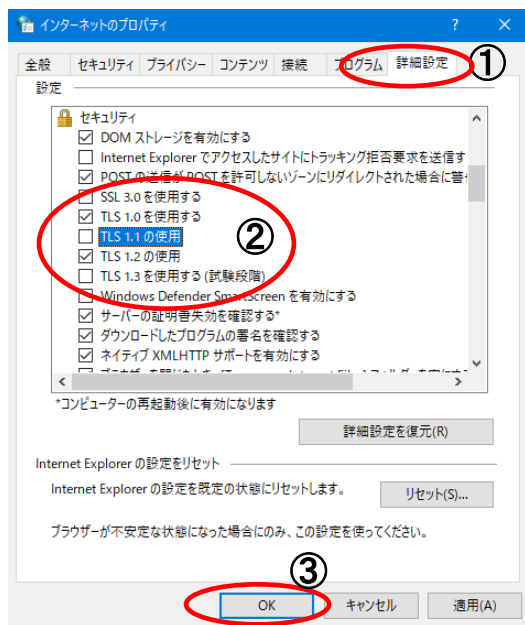 インターネットのプロパティ
?
×
全般 セキュリティ プライバシー コンテンツ 接続 プログラム 詳細設定 ①
設定
セキュリティ
DOM ストレージを有効にする
Internet Explorer でアクセスしたサイトにトラッキング拒否要求を送信す
POST の送信が POST を許可しないゾーンにリダイレクトされた場合に警
SSL 3.0 を使用する
TLS 1.0 を使用する
TLS 1.1 の使用
②
TLS 1.2 の使用
TLS 1.3 を使用する (試験段階)
Windows Defender SmartScreen を有効にする
サーバーの証明書失効を確認する*
ダウンロードしたプログラムの署名を確認する
ネイティブ XMLHTTP サポートを有効にする
*コンピューターの再起動後に有効になります
詳細設定を復元(R)
Internet Explorer の設定をリセット
Internet Explorer の設定を既定の状態にリセットします。
リセット(S)...
ブラウザーが不安定な状態になった場合にのみ、この設定を使ってください。
③
OK キャンセル 適用(A)